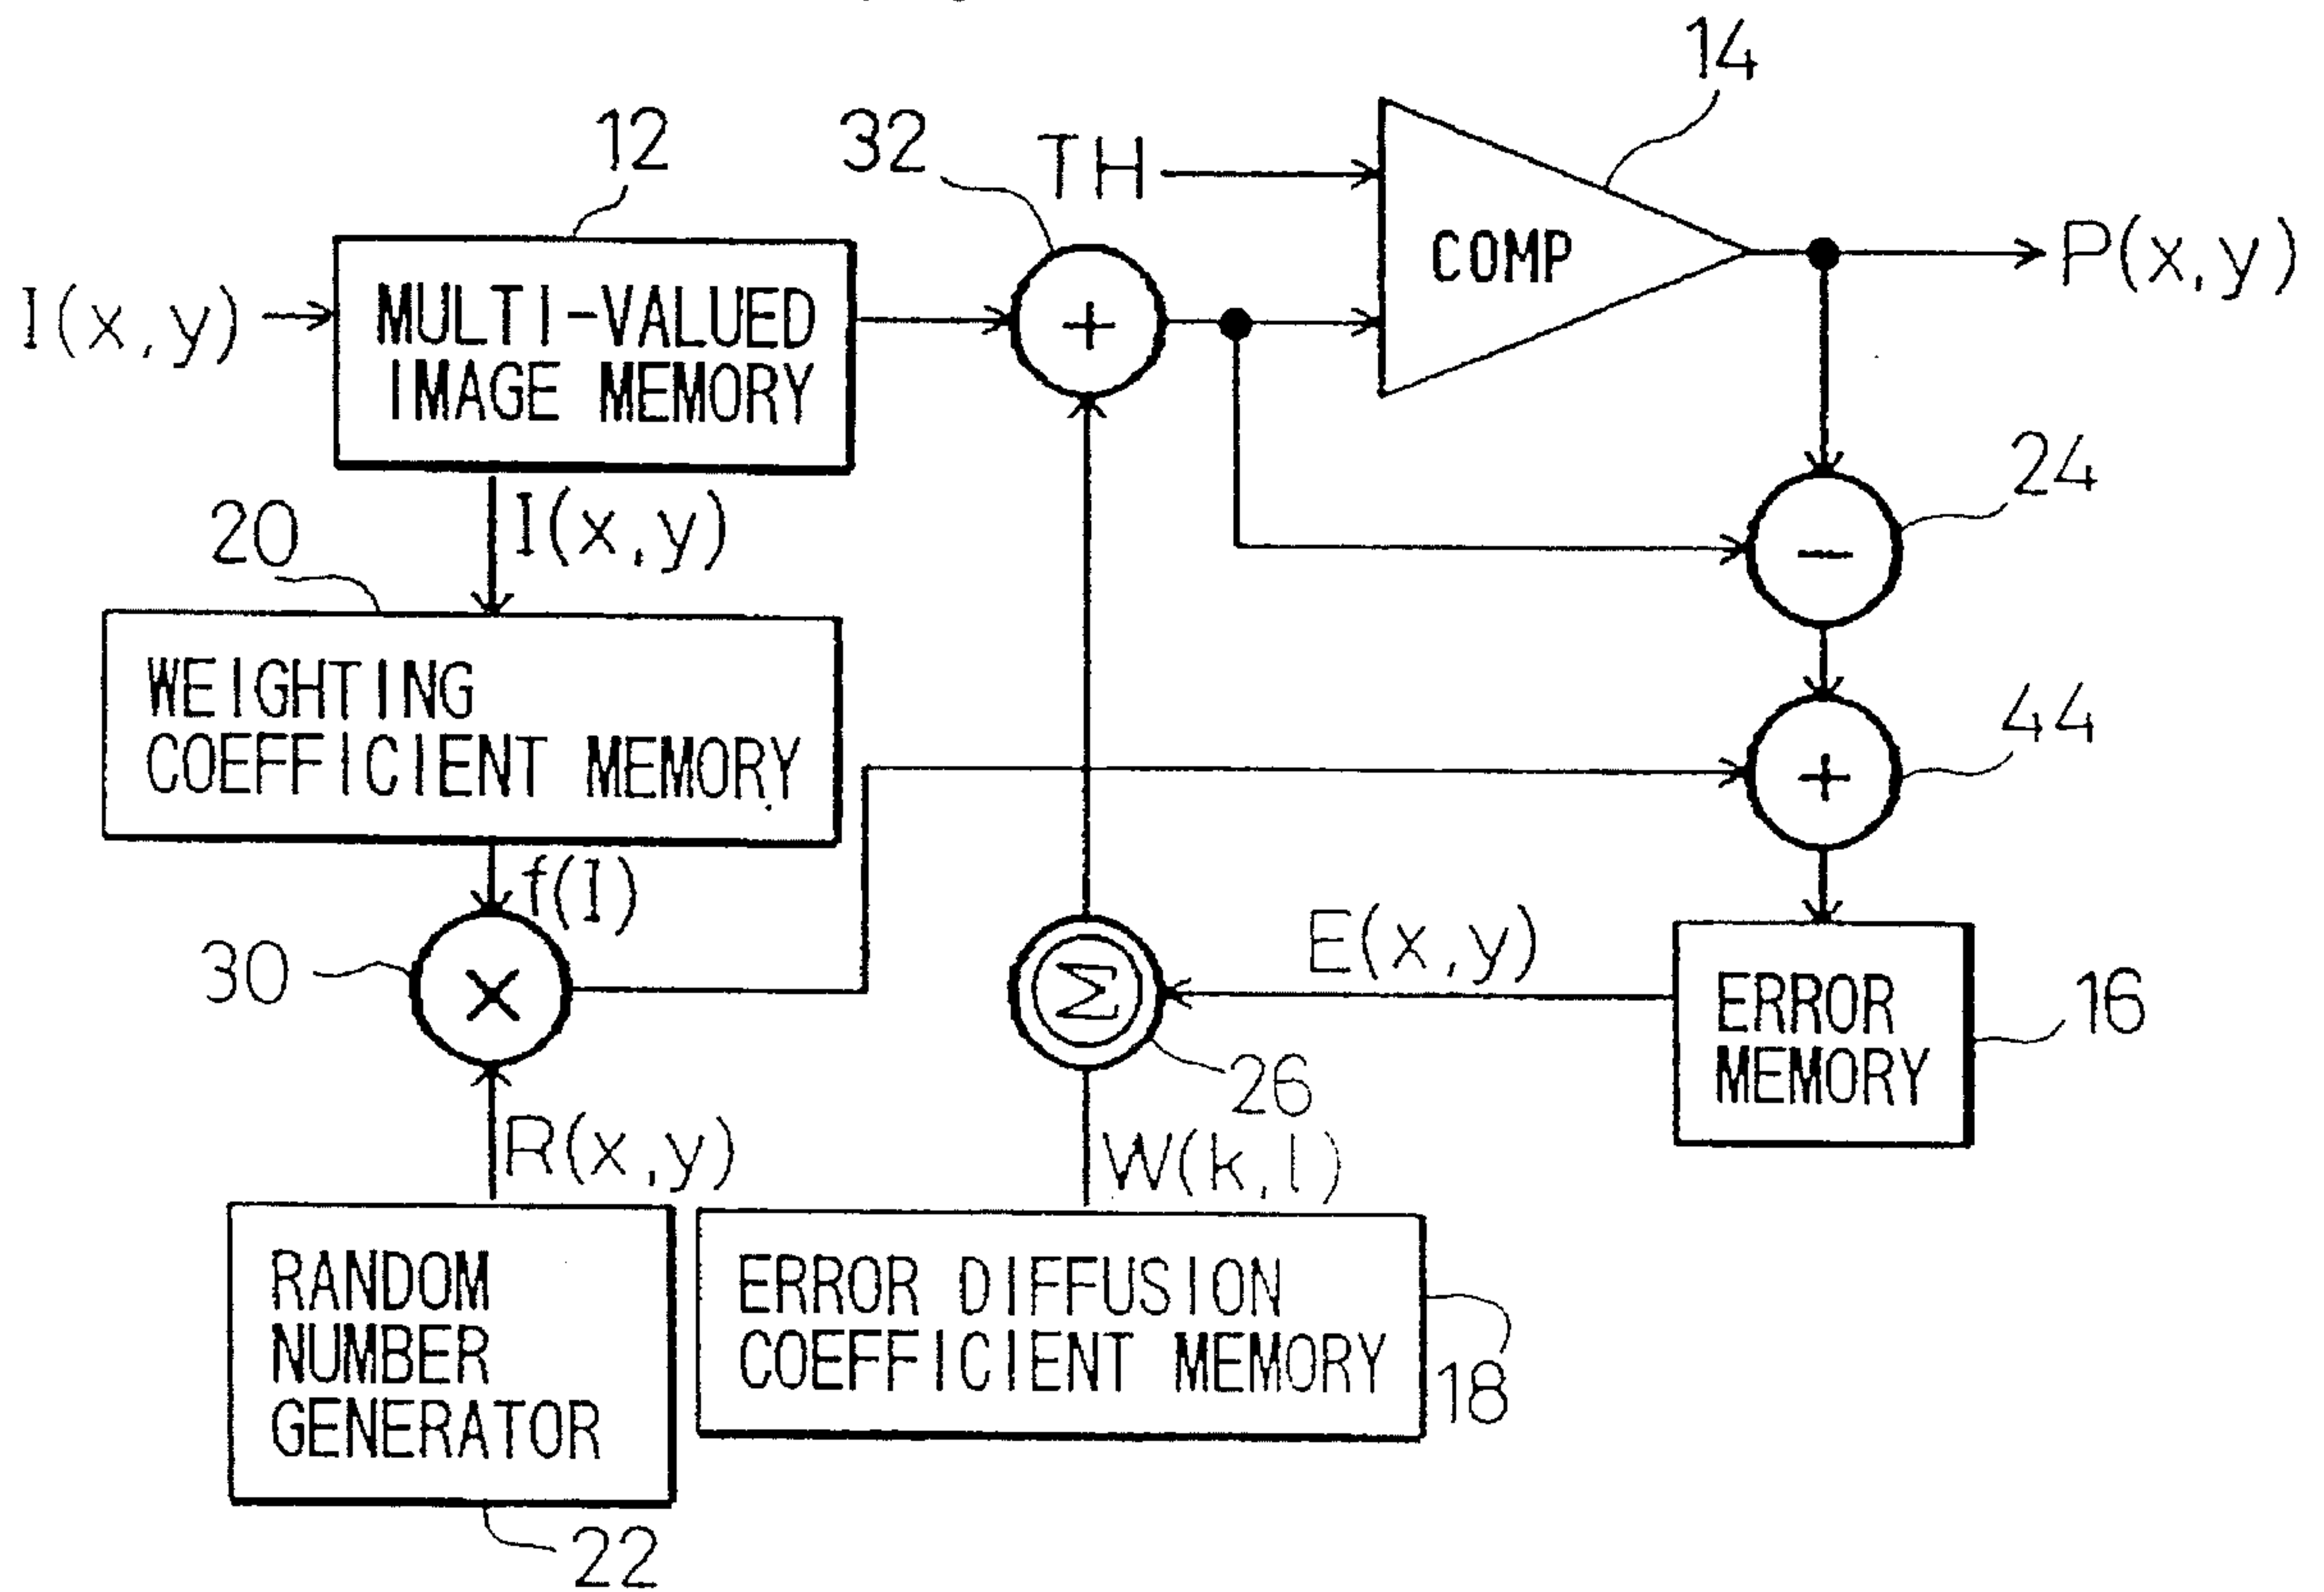 14
12
32
TH
COMP
P(x,y)
I(x,y)
MULTI-VALUED
IMAGE MEMORY
+
24
20
I(x,y)
−
WEIGHTING
COEFFICIENT MEMORY
44
+
f(I)
30
×
Σ
E(x,y)
ERROR
MEMORY
16
26
R(x,y)
W(k,l)
RANDOM
NUMBER
GENERATOR
ERROR DIFFUSION
COEFFICIENT MEMORY
18
22